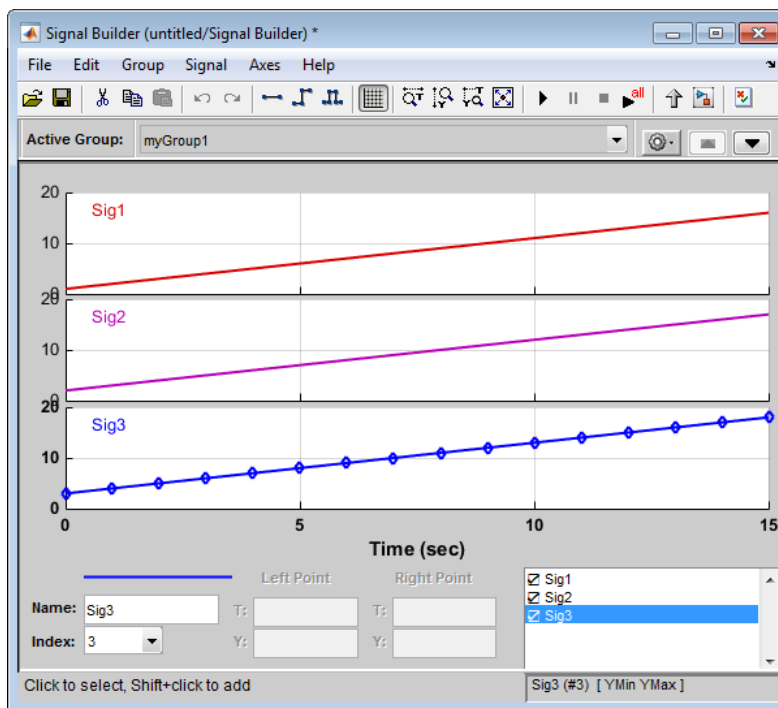 Signal Builder (untitled/Signal Builder) *
File Edit Group Signal Axes Help
all
Active Group: myGroup1
20
Sig1
10
0
20
Sig2
10
0
20
Sig3
10
0
0 5 10 15
Time (sec)
Left Point Right Point
Name: Sig3 T: T:
Index: 3 Y: Y:
Sig1
Sig2
Sig3
Click to select, Shift+click to add
Sig3 (#3) [ YMin YMax ]